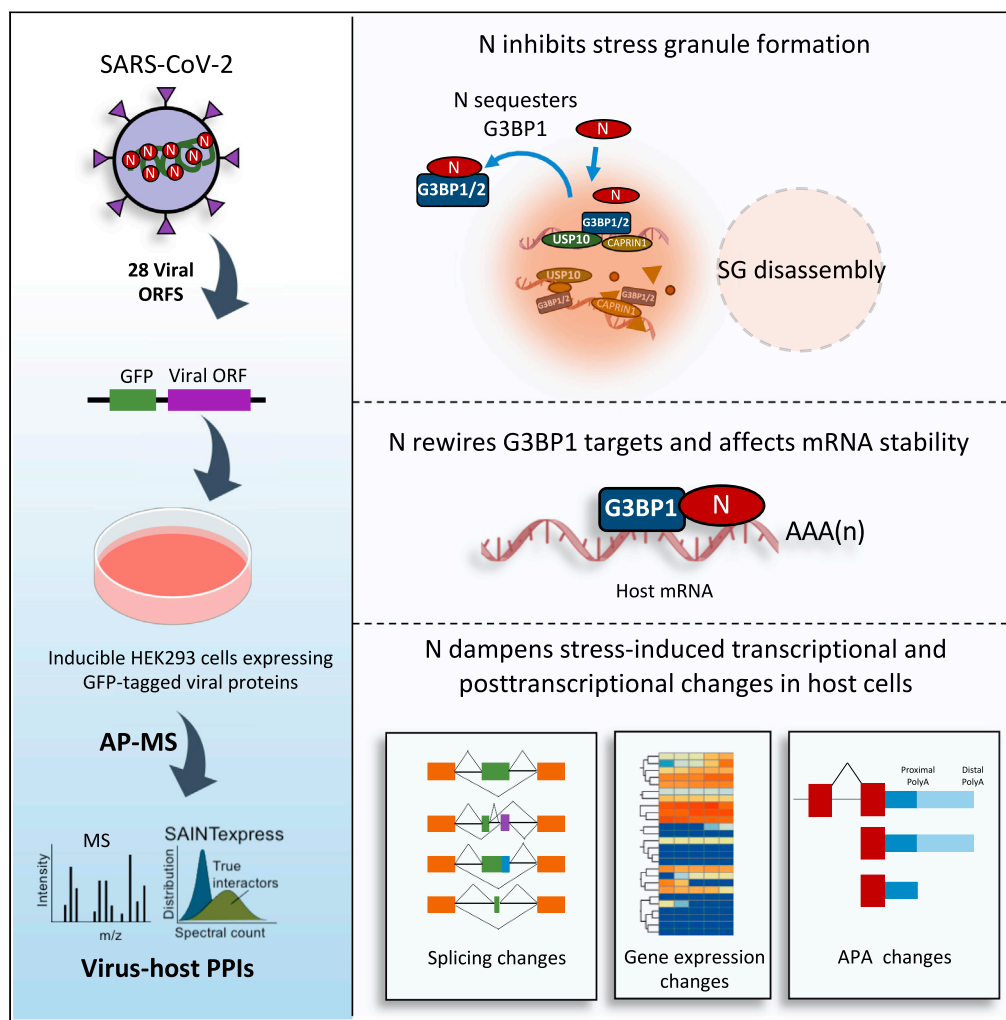 SARS-CoV-2
N
N
N
N
N
N
N
28 Viral
ORFS
GFP
Viral ORF
Inducible HEK293 cells expressing
GFP-tagged viral proteins
AP-MS
MS
Intensity
m/z
SAINTexpress
Distribution
True
interactors
Spectral count
Virus-host PPIs
N inhibits stress granule formation
N sequesters
G3BP1
N
N
G3BP1/2
N
G3BP1/2
USP10
CAPRIN1
USP10
G3BP1/2
G3BP1/2
CAPRIN1
SG disassembly
N rewires G3BP1 targets and affects mRNA stability
G3BP1
N
AAA(n)
Host mRNA
N dampens stress-induced transcriptional and
posttranscriptional changes in host cells
Splicing changes
Gene expression
changes
Proximal
PolyA
Distal
PolyA
APA changes